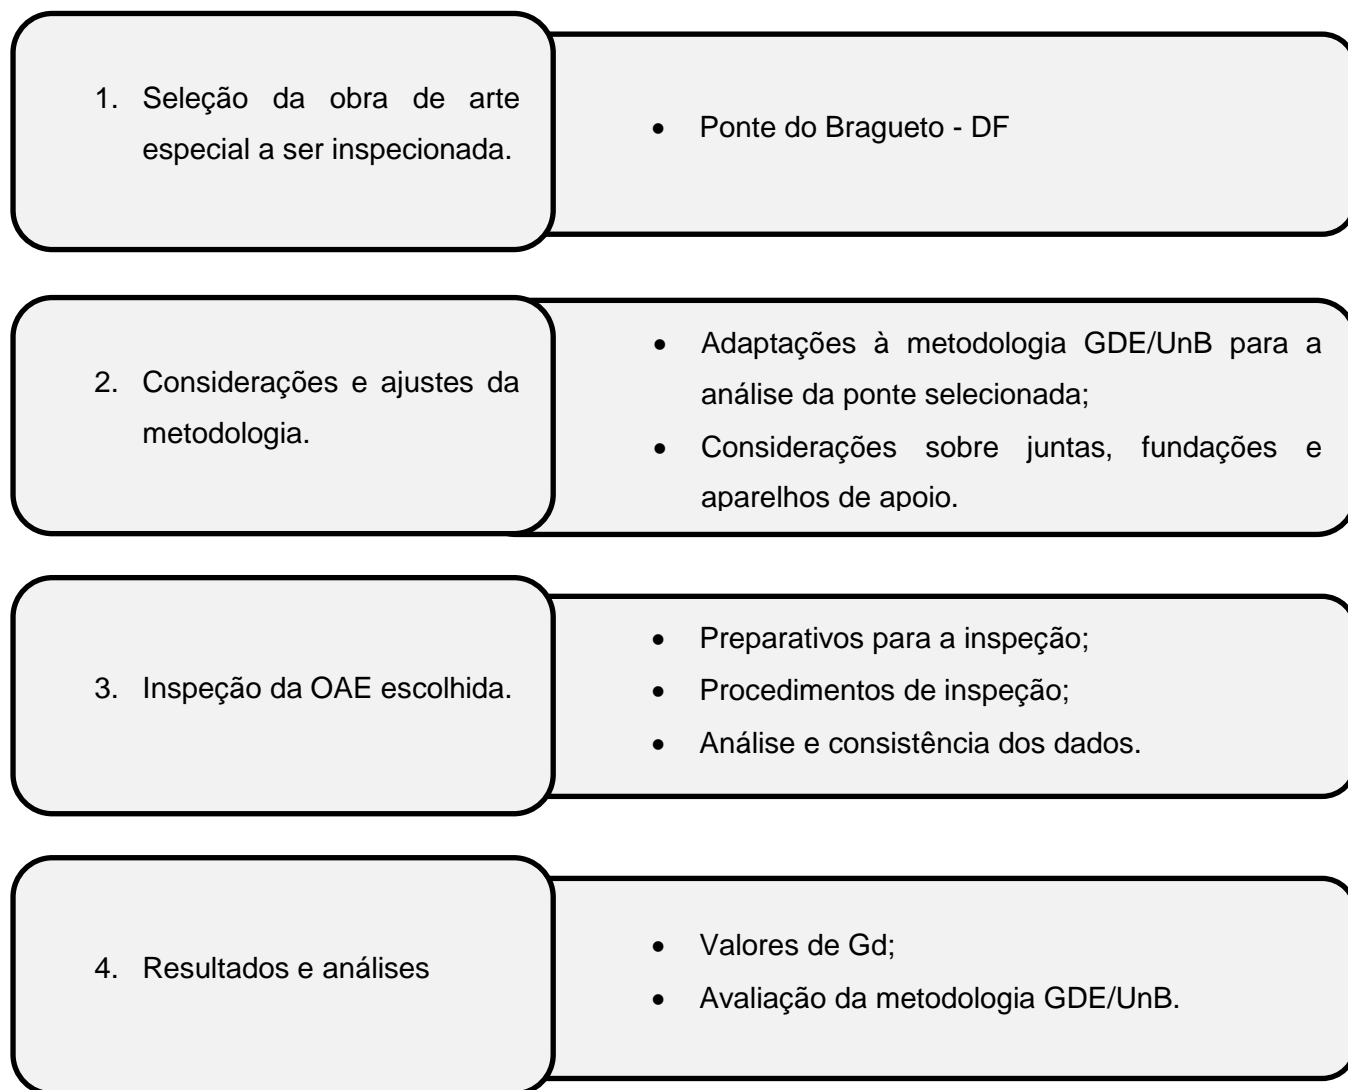 1. Seleção da obra de arte
especial a ser inspecionada.
• Ponte do Bragueto - DF
2. Considerações e ajustes da
metodologia.
• Adaptações à metodologia GDE/UnB para a
análise da ponte selecionada;
• Considerações sobre juntas, fundações e
aparelhos de apoio.
3. Inspeção da OAE escolhida.
• Preparativos para a inspeção;
• Procedimentos de inspeção;
• Análise e consistência dos dados.
4. Resultados e análises
• Valores de Gd;
• Avaliação da metodologia GDE/UnB.